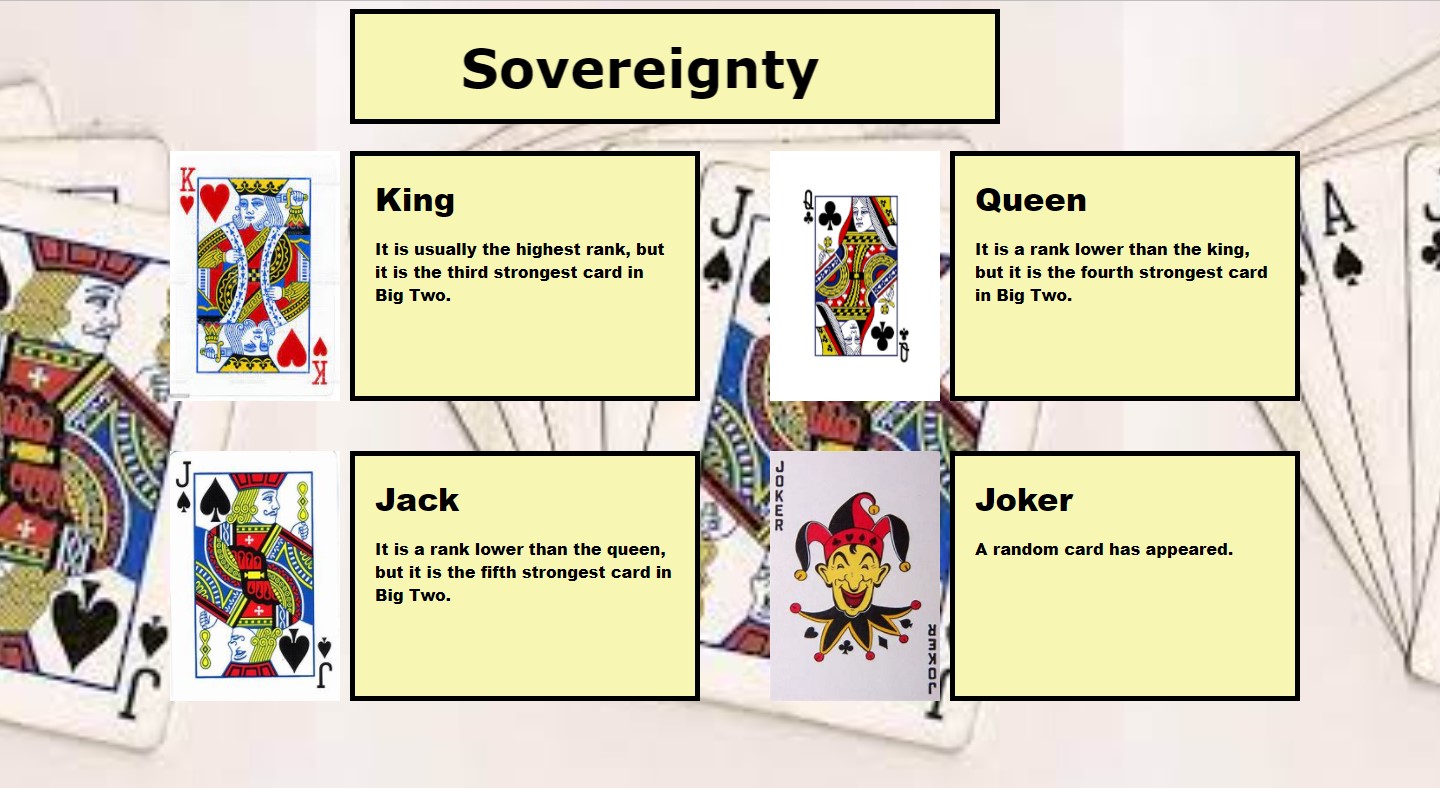 Sovereignty
K
King
It is usually the highest rank, but
it is the third strongest card in
Big Two.
K
Q
Queen
It is a rank lower than the king,
but it is the fourth strongest card
in Big Two.
Q
J
A
J
Jack
It is a rank lower than the queen,
but it is the fifth strongest card in
Big Two.
J
JOKER
Joker
A random card has appeared.
JOKER
J
J